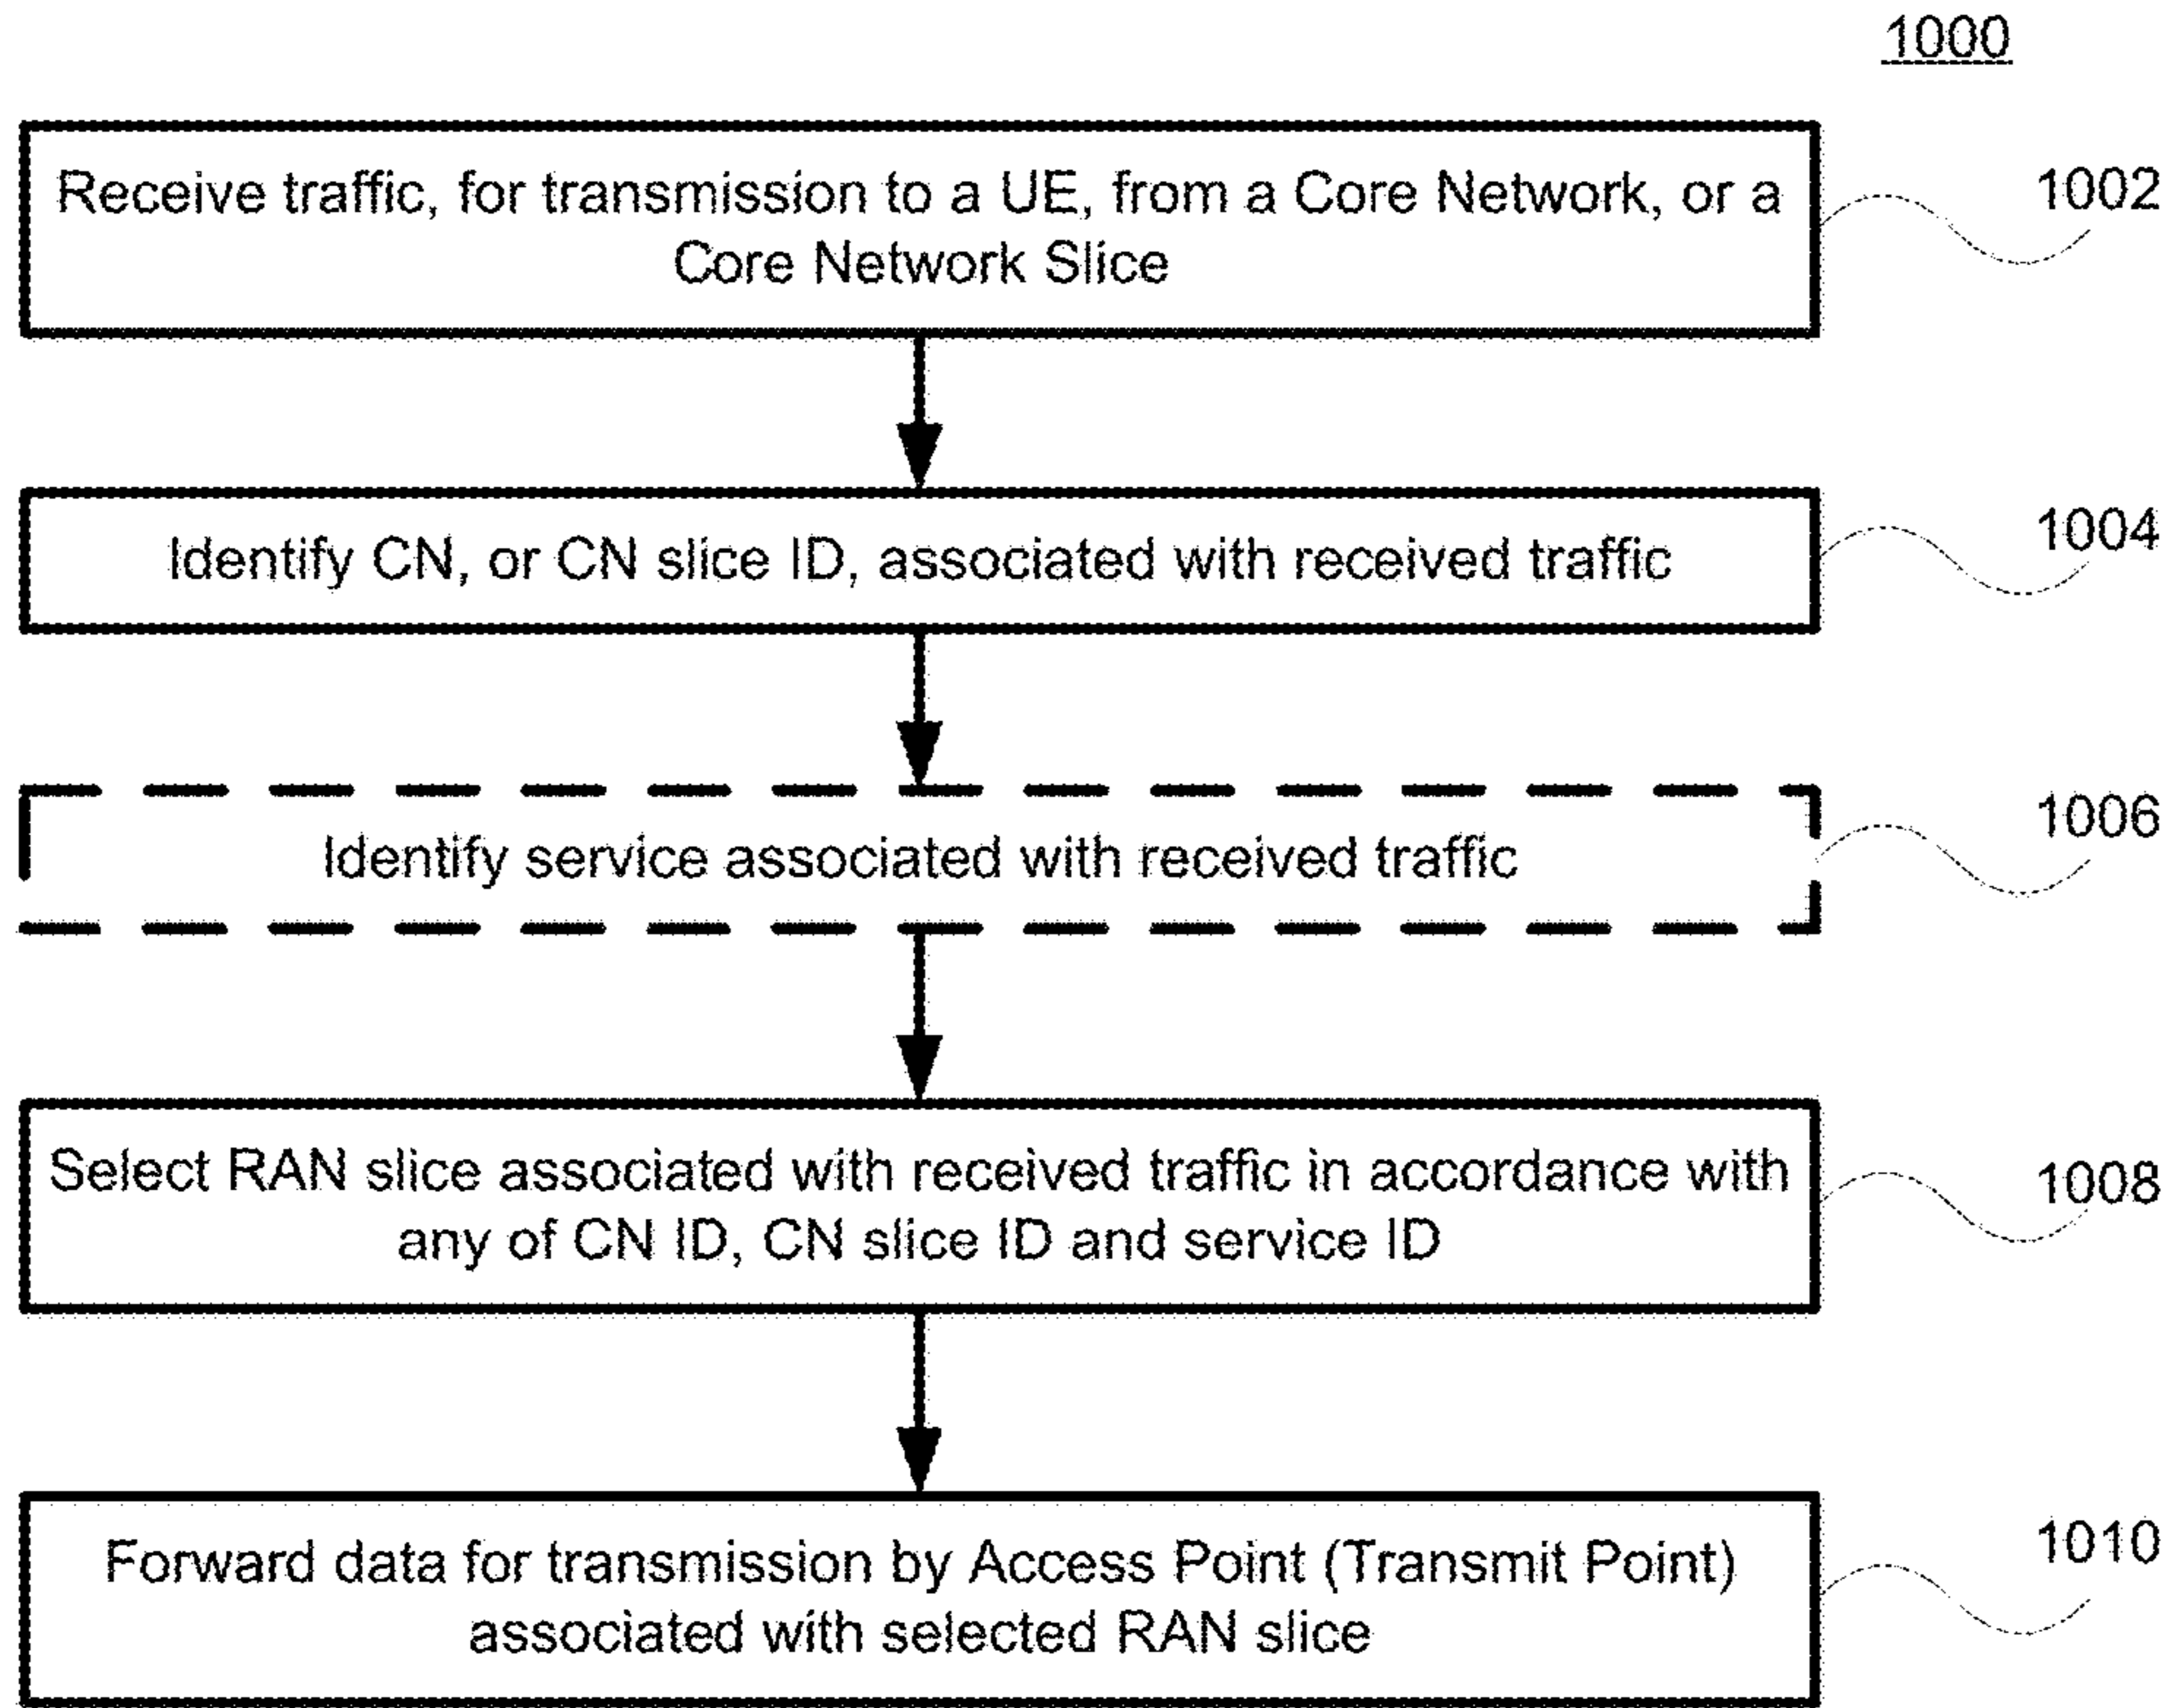 1000
Receive traffic, for transmission to a UE, from a Core Network, or a
Core Network Slice
1002
Identify CN, or CN slice ID, associated with received traffic
1004
Identify service associated with received traffic
1006
Select RAN slice associated with received traffic in accordance with
any of CN ID, CN slice ID and service ID
1008
Forward data for transmission by Access Point (Transmit Point)
associated with selected RAN slice
1010